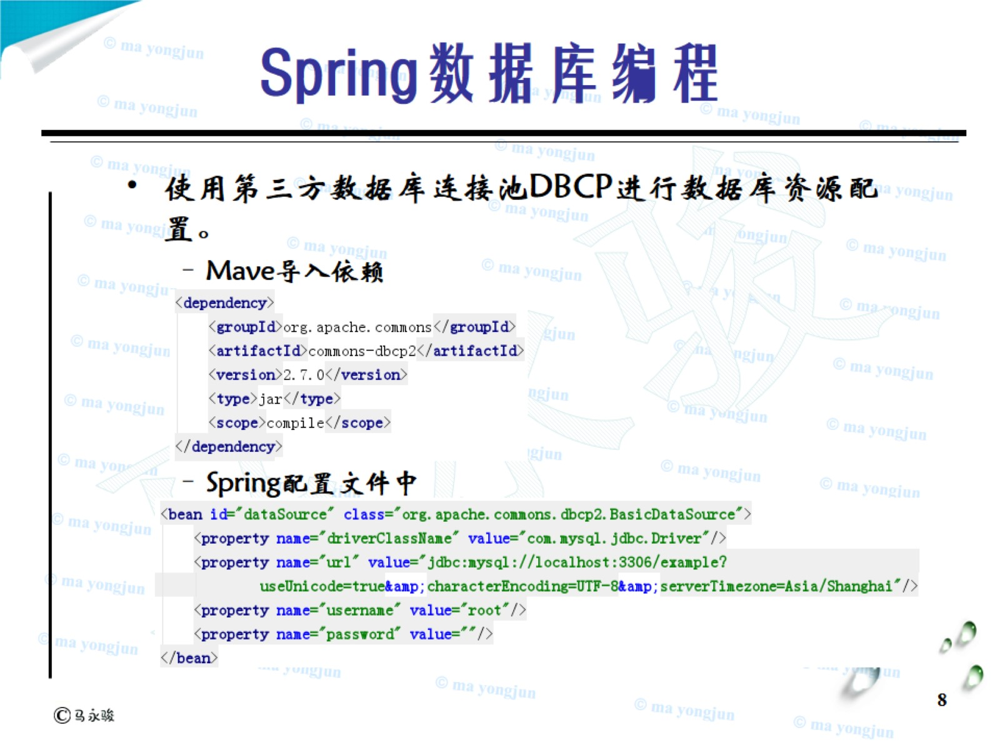 Spring数据库编程
• 使用第三方数据库连接池DBCP进行数据库资源配
置。
– Mave导入依赖
<dependency>
<groupId>org.apache.commons</groupId>
<artifactId>commons-dbcp2</artifactId>
<version>2.7.0</version>
<type>jar</type>
<scope>compile</scope>
</dependency>
– Spring配置文件中
<bean id="dataSource" class="org.apache.commons.dbcp2.BasicDataSource">
<property name="driverClassName" value="com.mysql.jdbc.Driver"/>
<property name="url" value="jdbc:mysql://localhost:3306/example?
useUnicode=true&amp;characterEncoding=UTF-8&amp;serverTimezone=Asia/Shanghai"/>
<property name="username" value="root"/>
<property name="password" value=""/>
</bean>
©马永骏
8
© ma yongjun